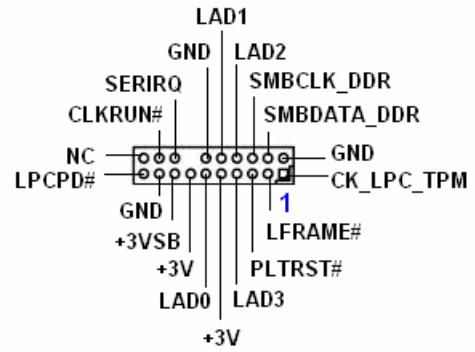 LAD1
GND
LAD2
SERIRQ
SMBCLK_DDR
CLKRUN#
SMBDATA_DDR
NC
GND
LPCPD#
CK_LPC_TPM
GND
1
+3VSB
LFRAME#
+3V
PLTRST#
LAD0
LAD3
+3V